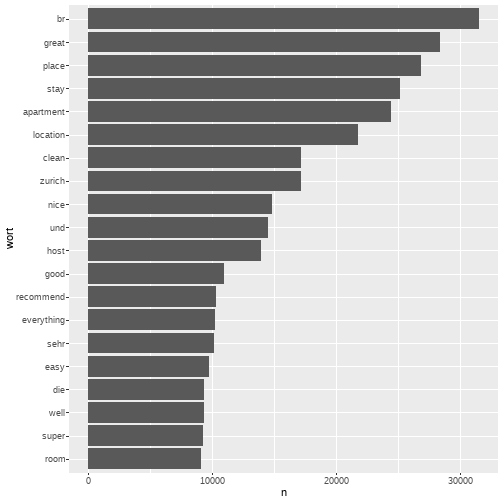 br
great
place
stay
apartment
location
clean
zurich
nice
und
host
good
recommend
everything
sehr
easy
die
well
super
room
wort
0 10000 20000 30000
n